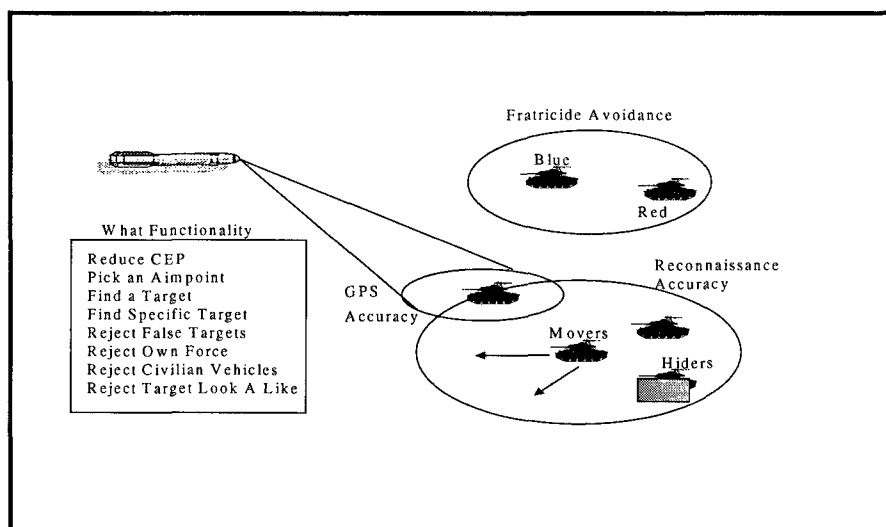 Fratricide Avoidance
Blue
Red
What Functionality
Reduce CEP
Pick an Aimpoint
Find a Target
Find Specific Target
Reject False Targets
Reject Own Force
Reject Civilian Vehicles
Reject Target Look A Like
GPS
Accuracy
Reconnaissance
Accuracy
Movers
Hiders